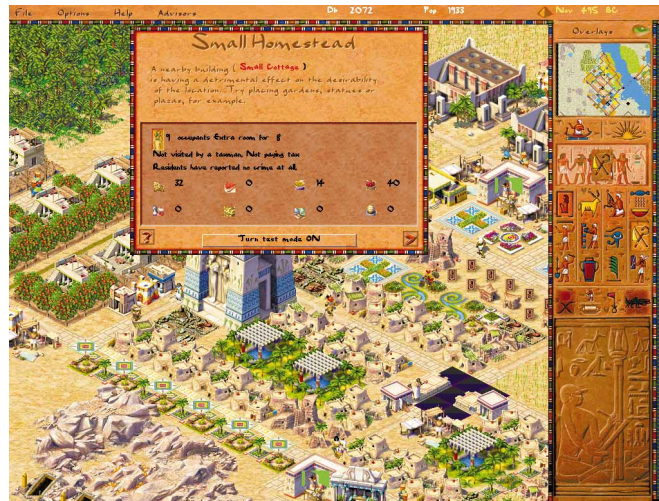 File Options Help Advisors Db 2072 Pop. 1933 Nov 495 BC
Overlays
Small Homestead
A nearby building ( Small Cottage )
is having a detrimental effect on the desirability
of the location. Try placing gardens, statues or
plazas, for example.
9 occupants Extra room for 8
Not visited by a taxman, Not paying tax
Residents have reported no crime at all
32 0 14 40
0 0 0 0
? Turn text mode ON